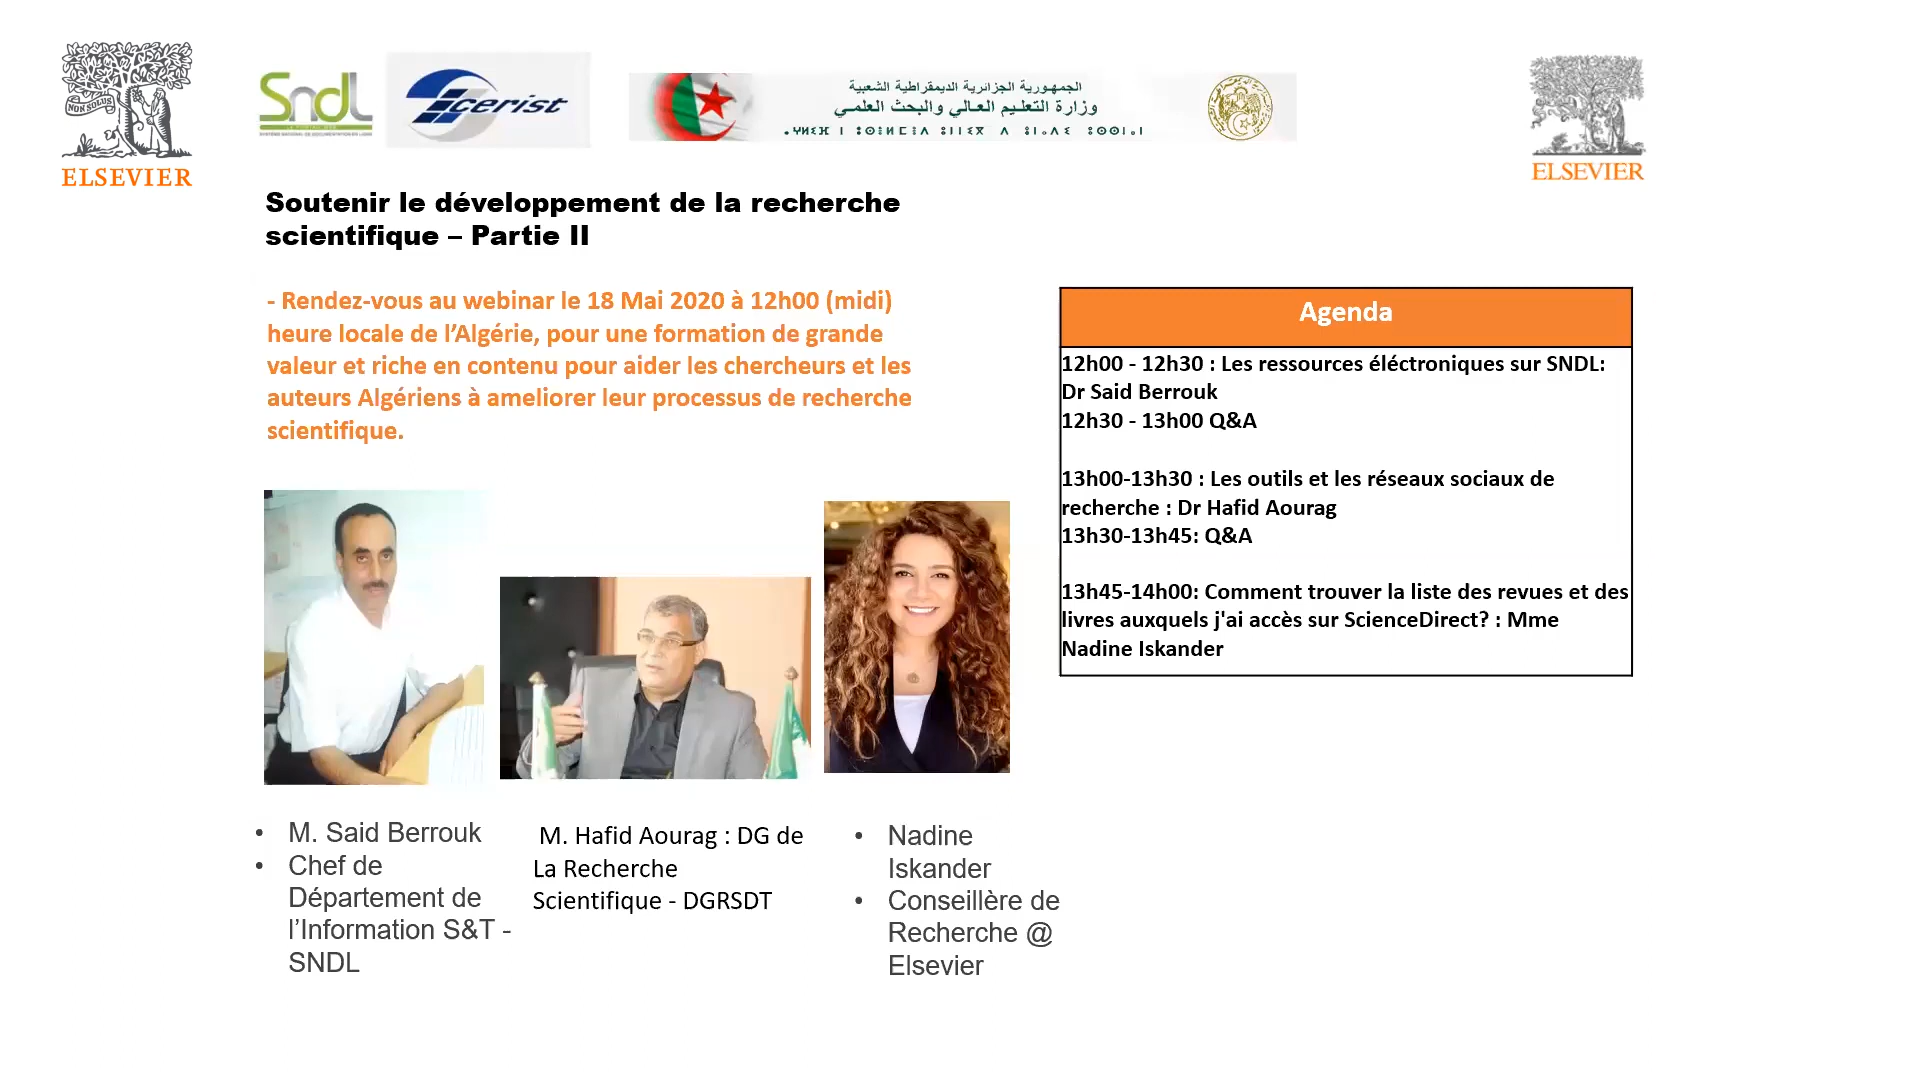 NON SOLUS
ELSEVIER
Sndl
cerist
الجمهورية الجزائرية الديمقراطية الشعبية
وزارة التعليم العالي والبحث العلمي
ELSEVIER
Soutenir le développement de la recherche
scientifique – Partie II
- Rendez-vous au webinar le 18 Mai 2020 à 12h00 (midi)
heure locale de l’Algérie, pour une formation de grande
valeur et riche en contenu pour aider les chercheurs et les
auteurs Algériens à ameliorer leur processus de recherche
scientifique.
Agenda
12h00 - 12h30 : Les ressources éléctroniques sur SNDL:
Dr Said Berrouk
12h30 - 13h00 Q&A
13h00-13h30 : Les outils et les réseaux sociaux de
recherche : Dr Hafid Aourag
13h30-13h45: Q&A
13h45-14h00: Comment trouver la liste des revues et des
livres auxquels j'ai accès sur ScienceDirect? : Mme
Nadine Iskander
• M. Said Berrouk
• Chef de
Département de
l’Information S&T -
SNDL
M. Hafid Aourag : DG de
La Recherche
Scientifique - DGRSDT
• Nadine
Iskander
• Conseillère de
Recherche @
Elsevier